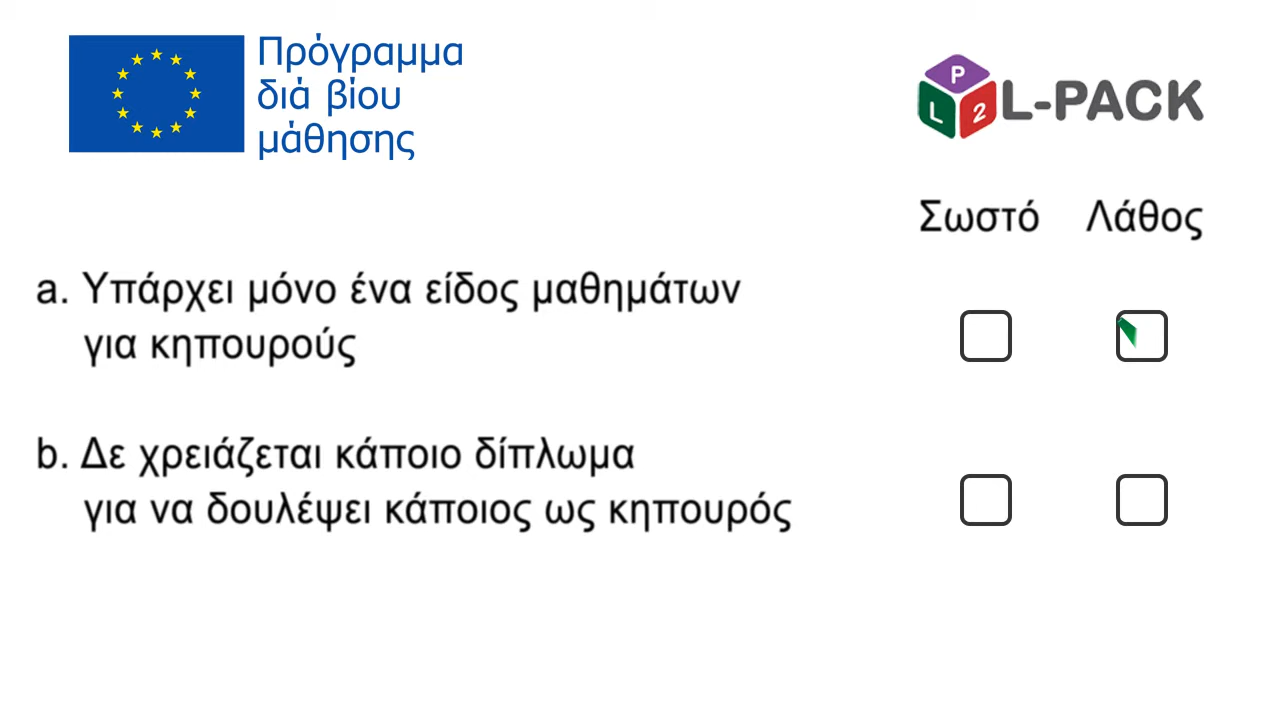 Πρόγραμμα
διά βίου
μάθησης
P
L
2
L-PACK
Σωστό Λάθος
a. Υπάρχει μόνο ένα είδος μαθημάτων
για κηπουρούς
b. Δε χρειάζεται κάποιο δίπλωμα
για να δουλέψει κάποιος ως κηπουρός